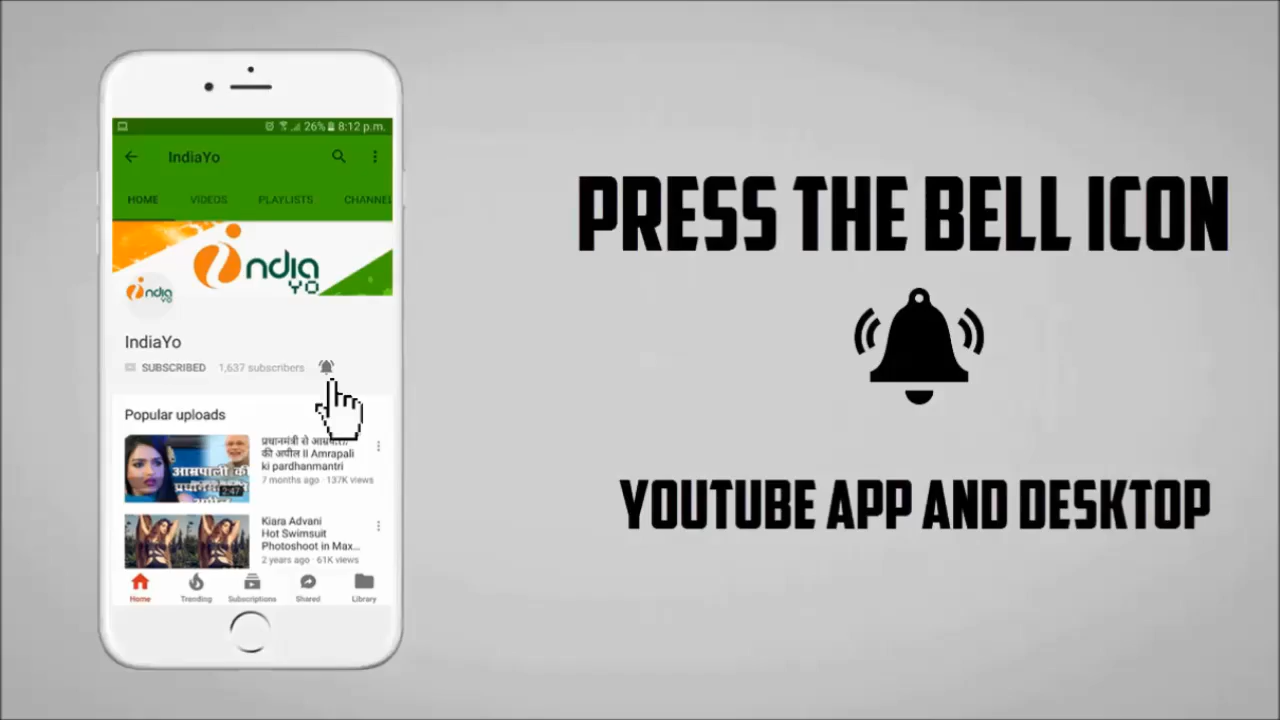 26% 8:12 p.m.
IndiaYo
HOME VIDEOS PLAYLISTS CHANNEL
india
YO
india
YO
IndiaYo
SUBSCRIBED 1,637 subscribers
Popular uploads
प्रधानमंत्री से आम्रपाली
की अपील II Amrapali
ki pardhanmantri
7 months ago · 137K views
आम्रपाली की
2:47
Kiara Advani
Hot Swimsuit
Photoshoot in Max...
2 years ago · 61K views
Home Trending Subscriptions Shared Library
PRESS THE BELL ICON
YOUTUBE APP AND DESKTOP